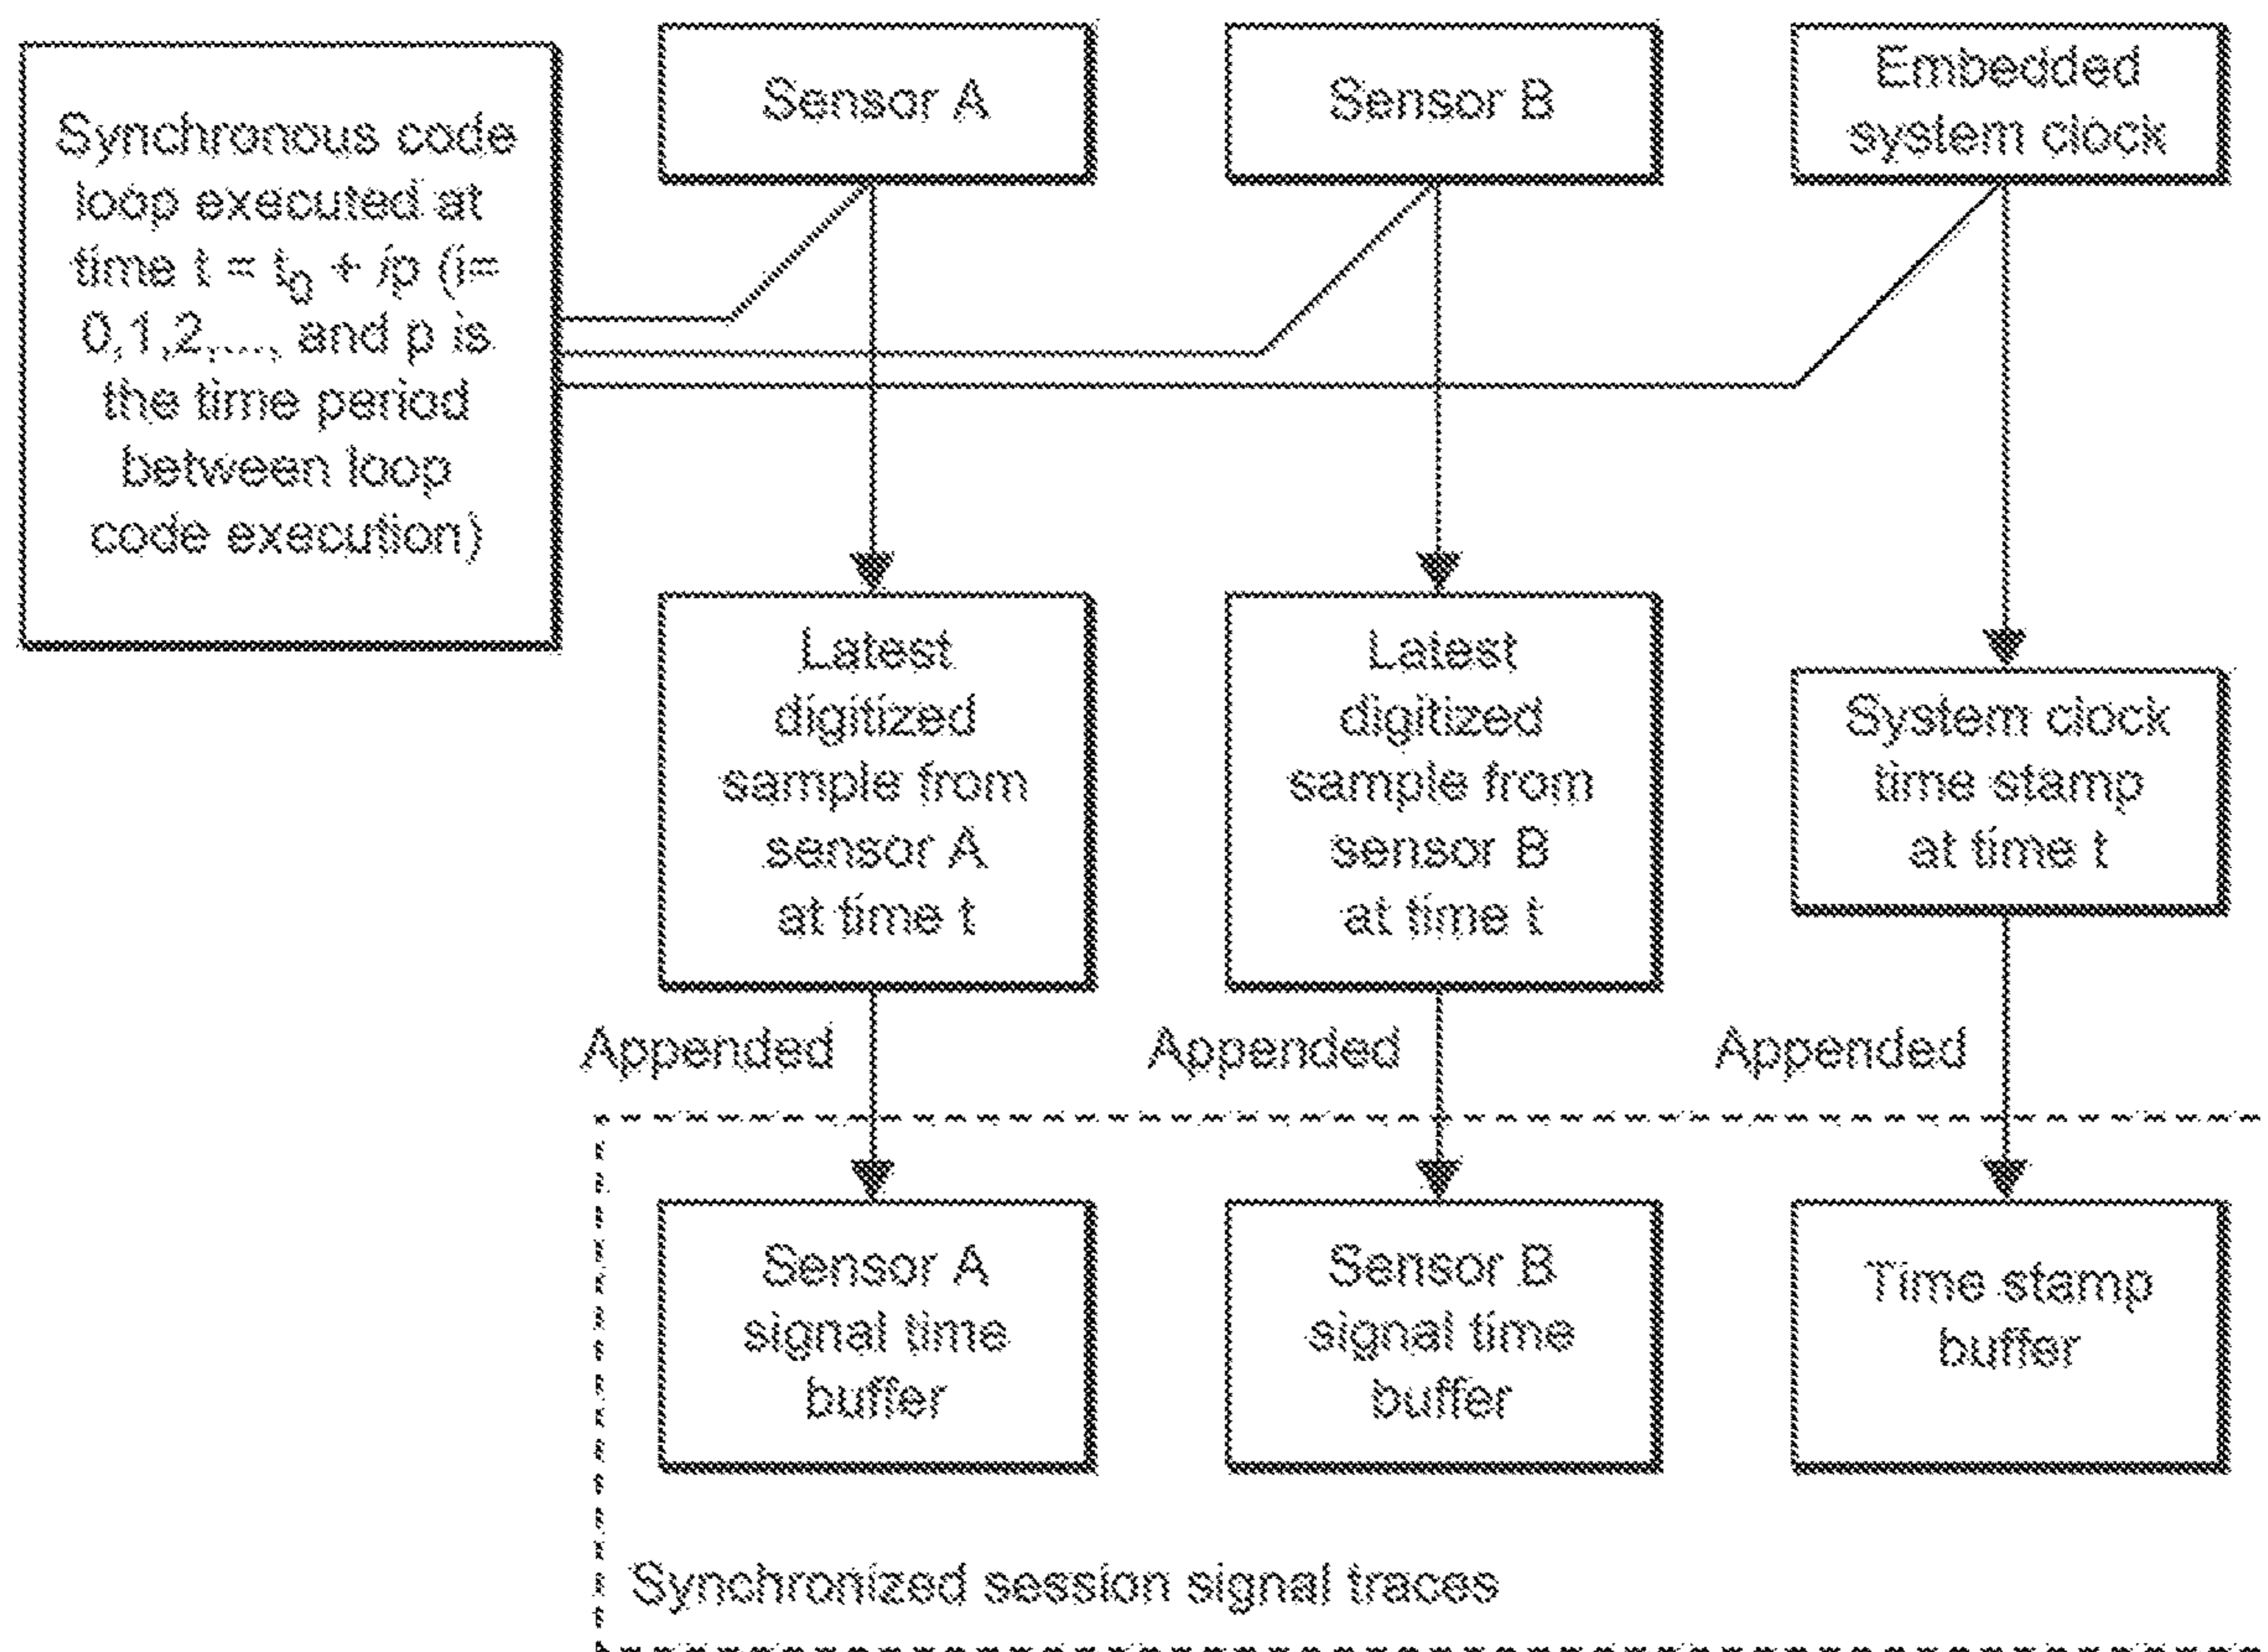 Synchronous code
loop executed at
time t = t₀ + ip (i=
0,1,2,...., and p is
the time period
between loop
code execution)
Sensor A
Sensor B
Embedded
system clock
Latest
digitized
sample from
sensor A
at time t
Latest
digitized
sample from
sensor B
at time t
System clock
time stamp
at time t
Appended
Appended
Appended
Sensor A
signal time
buffer
Sensor B
signal time
buffer
Time stamp
buffer
Synchronized session signal traces